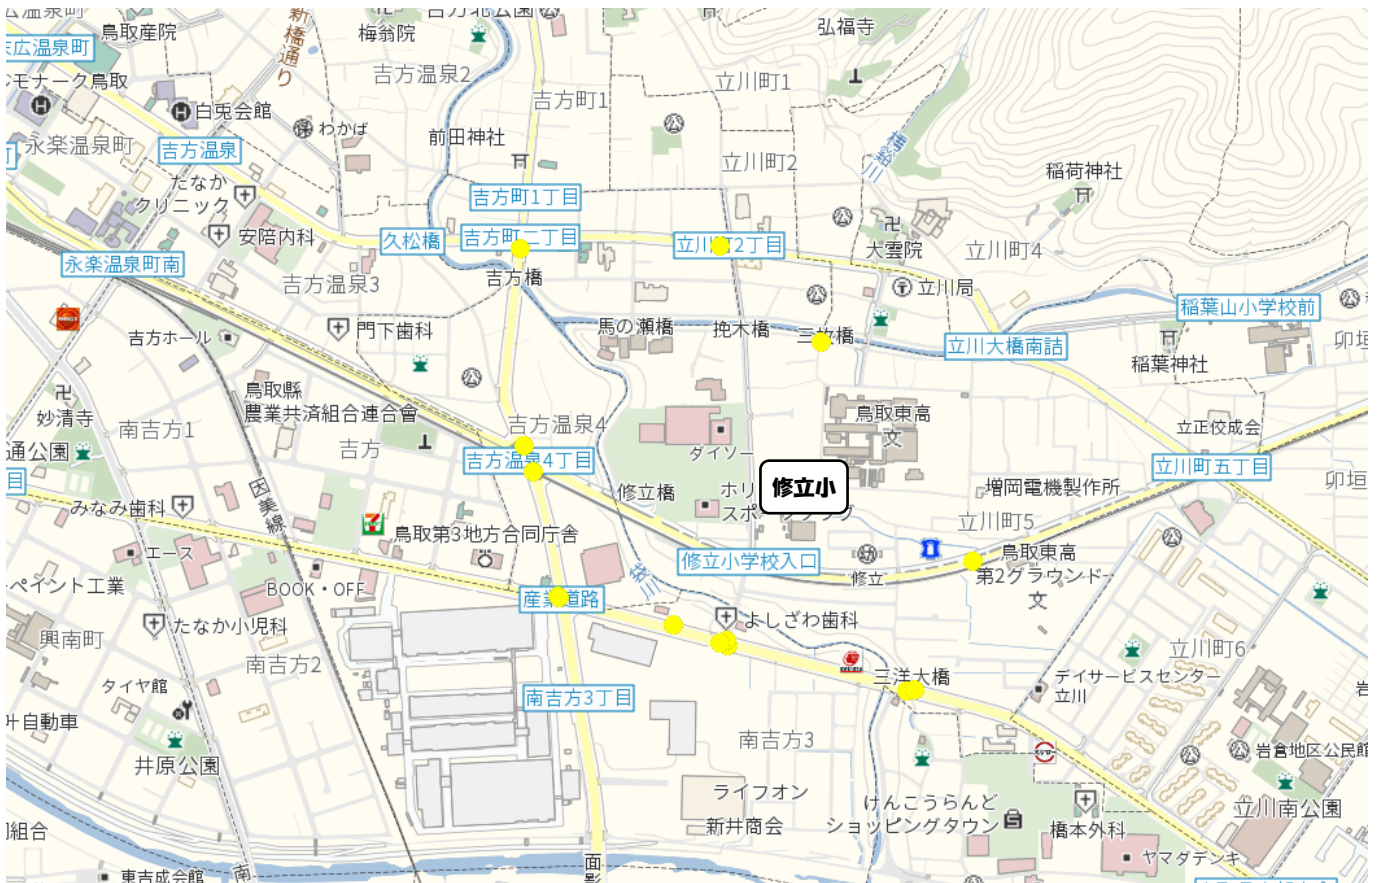 鳥取産院
梅翁院
弘福寺
新橋通り
吉方温泉2
立川町1
吉方町1
白兎会館
わかば
前田神社
永楽温泉町
吉方温泉
立川町2
稲荷神社
たなか
クリニック
吉方町1丁目
安陪内科
久松橋
吉方町二丁目
立川町2丁目
大雲院
立川町4
永楽温泉町南
吉方温泉3
吉方橋
立川局
稲葉山小学校前
吉方ホール
門下歯科
馬の瀬橋
挽木橋
三枚橋
立川大橋南詰
稲葉神社
鳥取縣
農業共済組合連合會
妙清寺
南吉方1
吉方
吉方温泉4
鳥取東高
文
立正佼成会
吉方温泉4丁目
ダイソー
立川町五丁目
修立小
みなみ歯科
因美線
修立橋
増岡電機製作所
立川町5
鳥取第3地方合同庁舎
エース
修立小学校入口
修立
鳥取東高
第2グラウンド
文
BOOK・OFF
産業道路
袋川
よしざわ歯科
たなか小児科
興南町
南吉方2
立川町6
三洋大橋
デイサービスセンター
立川
タイヤ館
南吉方3丁目
南吉方3
井原公園
岩倉地区公民館
ライフオン
けんこうらんど
ショッピングタウン
立川南公園
新井商会
橋本外科
ヤマダデンキ
東吉成会館
南
面影